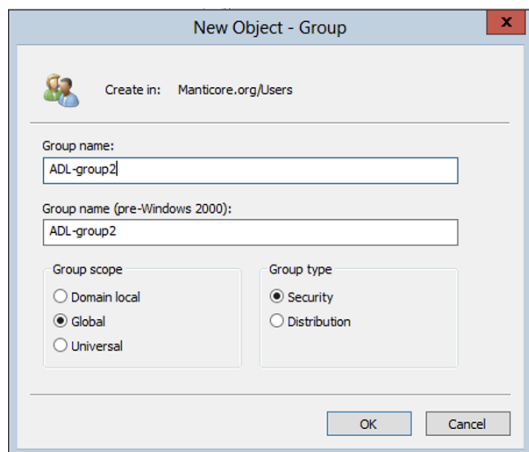 New Object - Group
x
Create in: Manticore.org/Users
Group name:
ADL-group2
Group name (pre-Windows 2000):
ADL-group2
Group scope
Domain local
Global
Universal
Group type
Security
Distribution
OK Cancel